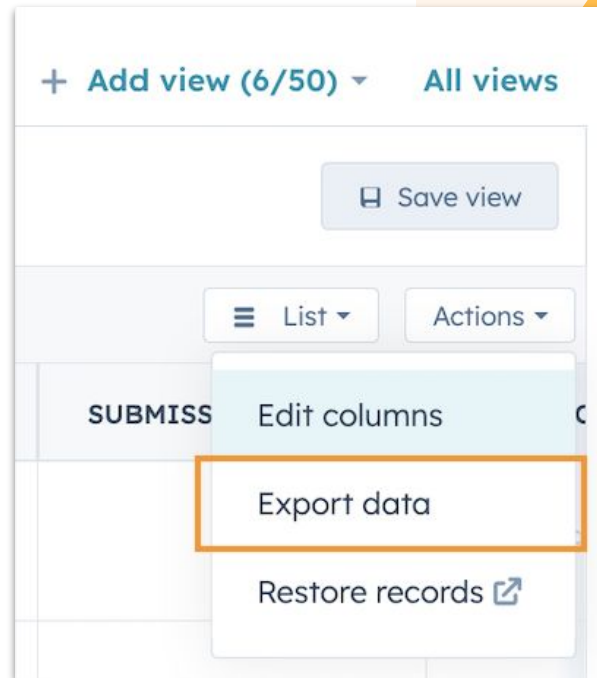 + Add view (6/50) All views
Save view
List Actions
SUBMISS
Edit columns
Export data
Restore records